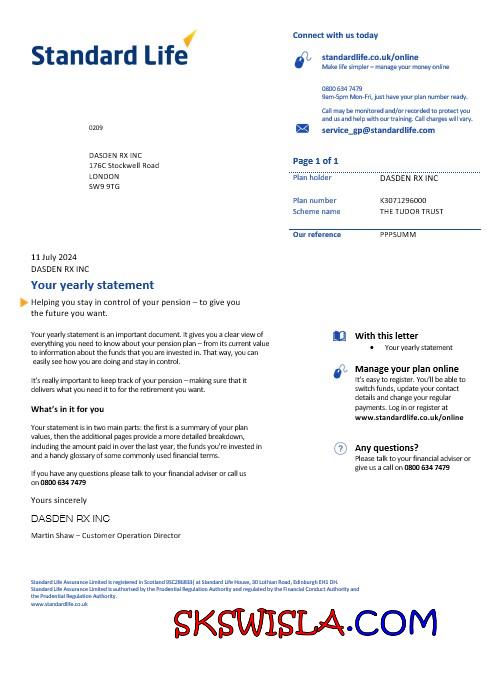 Standard Life
Connect with us today
standardlife.co.uk/online
Make life simpler – manage your money online
0800 634 7479
9am-5pm Mon-Fri, just have your plan number ready.
Call may be monitored and/or recorded to protect you
and us and help with our training. Call charges will vary.
service_gp@standardlife.com
0209
DASDEN RX INC
176C Stockwell Road
LONDON
SW9 9TG
Page 1 of 1
Plan holder DASDEN RX INC
Plan number K3071296000
Scheme name THE TUDOR TRUST
Our reference PPPSUMM
11 July 2024
DASDEN RX INC
Your yearly statement
Helping you stay in control of your pension – to give you
the future you want.
Your yearly statement is an important document. It gives you a clear view of
everything you need to know about your pension plan – from its current value
to information about the funds that you are invested in. That way, you can
easily see how you are doing and stay in control.
It's really important to keep track of your pension – making sure that it
delivers what you need it to for the retirement you want.
What's in it for you
Your statement is in two main parts: the first is a summary of your plan
values, then the additional pages provide a more detailed breakdown,
including the amount paid in over the last year, the funds you're invested in
and a handy glossary of some commonly used financial terms.
If you have any questions please talk to your financial adviser or call us
on 0800 634 7479
Yours sincerely
DASDEN RX INC
Martin Shaw – Customer Operation Director
With this letter
• Your yearly statement
Manage your plan online
It's easy to register. You'll be able to
switch funds, update your contact
details and change your regular
payments. Log in or register at
www.standardlife.co.uk/online
Any questions?
Please talk to your financial adviser or
give us a call on 0800 634 7479
Standard Life Assurance Limited is registered in Scotland (SC286833) at Standard Life House, 30 Lothian Road, Edinburgh EH1 DH.
Standard Life Assurance Limited is authorised by the Prudential Regulation Authority and regulated by the Financial Conduct Authority and
the Prudential Regulation Authority.
www.standardlife.co.uk
SKSWISLA.COM